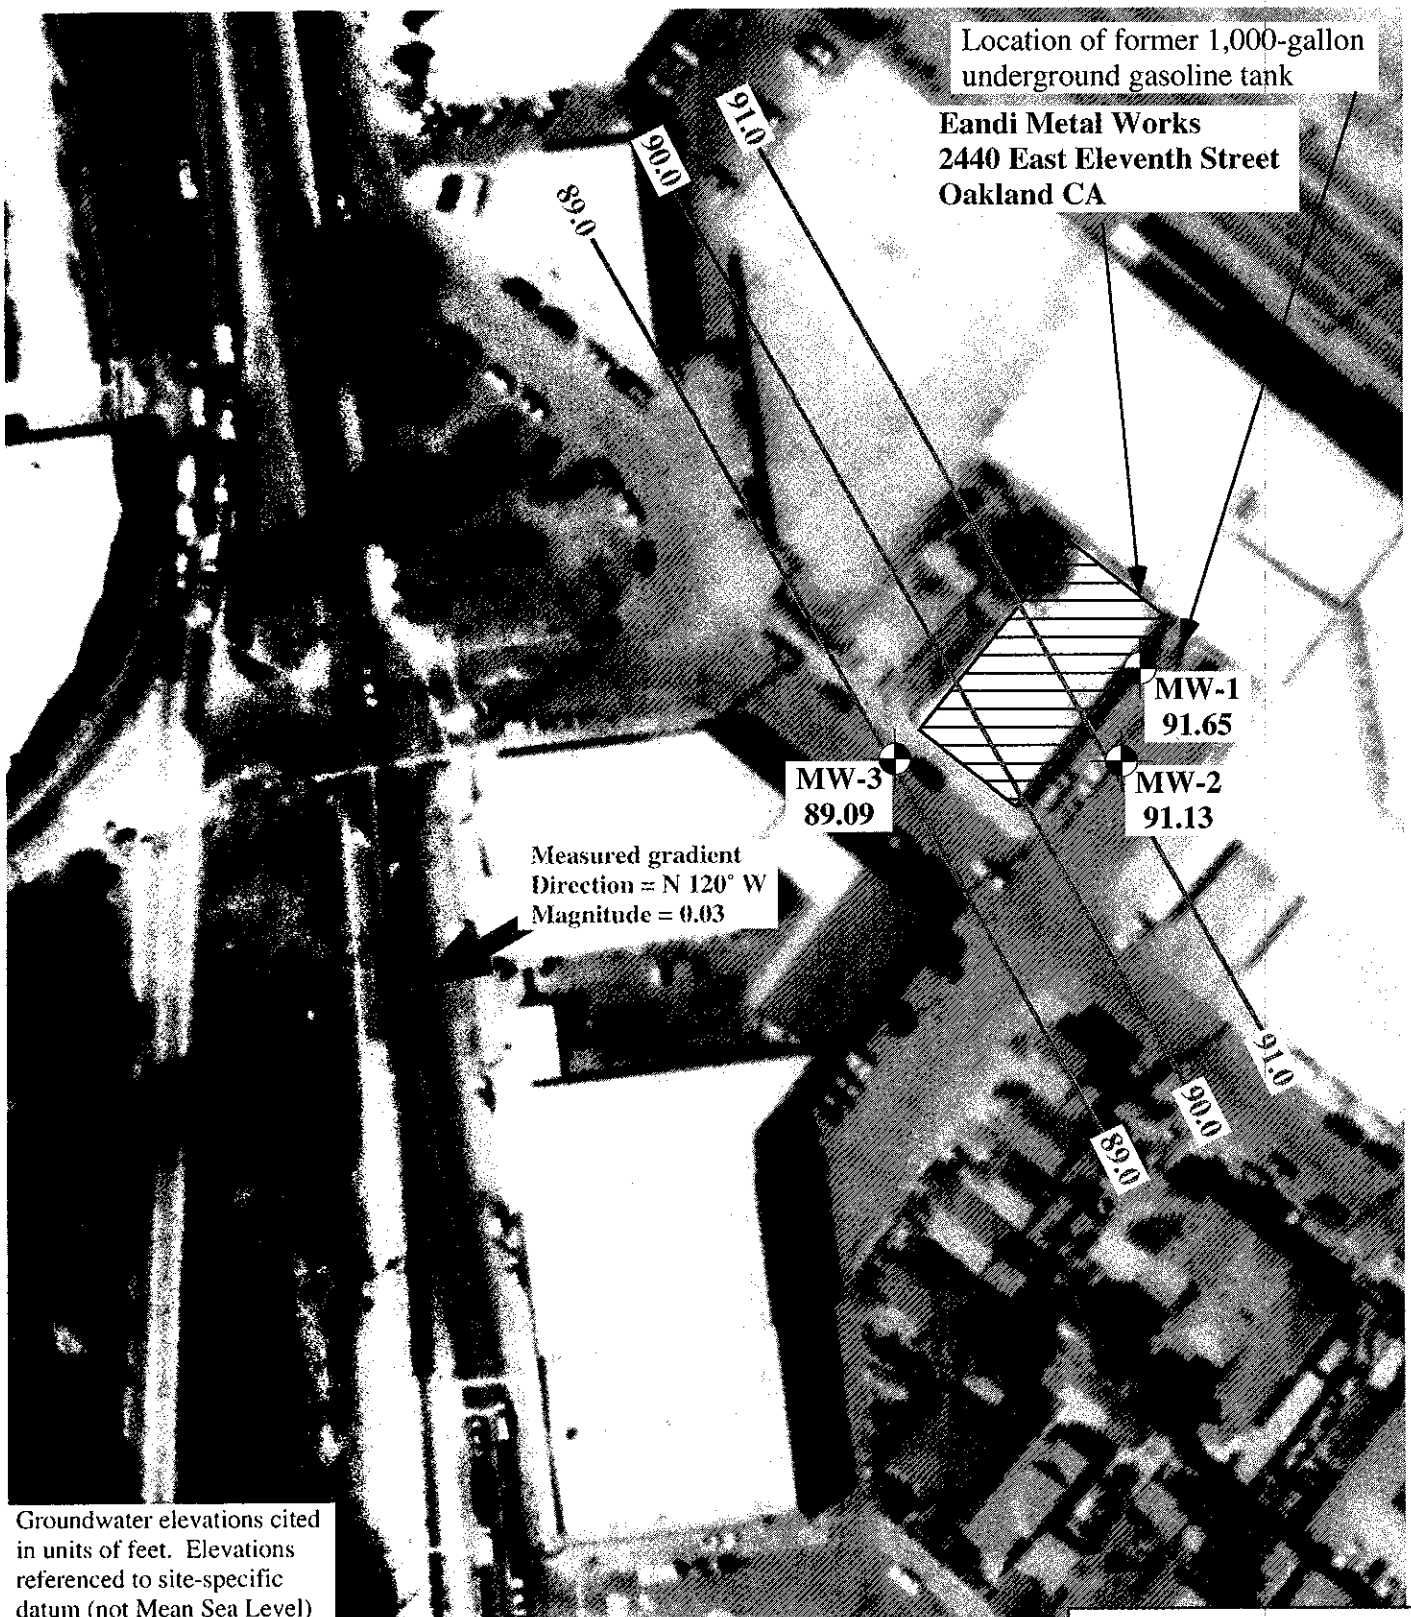 Location of former 1,000-gallon
underground gasoline tank
Eandi Metal Works
2440 East Eleventh Street
Oakland CA
91.0
90.0
89.0
MW-1
91.65
MW-3
89.09
MW-2
91.13
Measured gradient
Direction = N 120° W
Magnitude = 0.03
91.0
90.0
89.0
Groundwater elevations cited
in units of feet. Elevations
referenced to site-specific
datum (not Mean Sea Level)